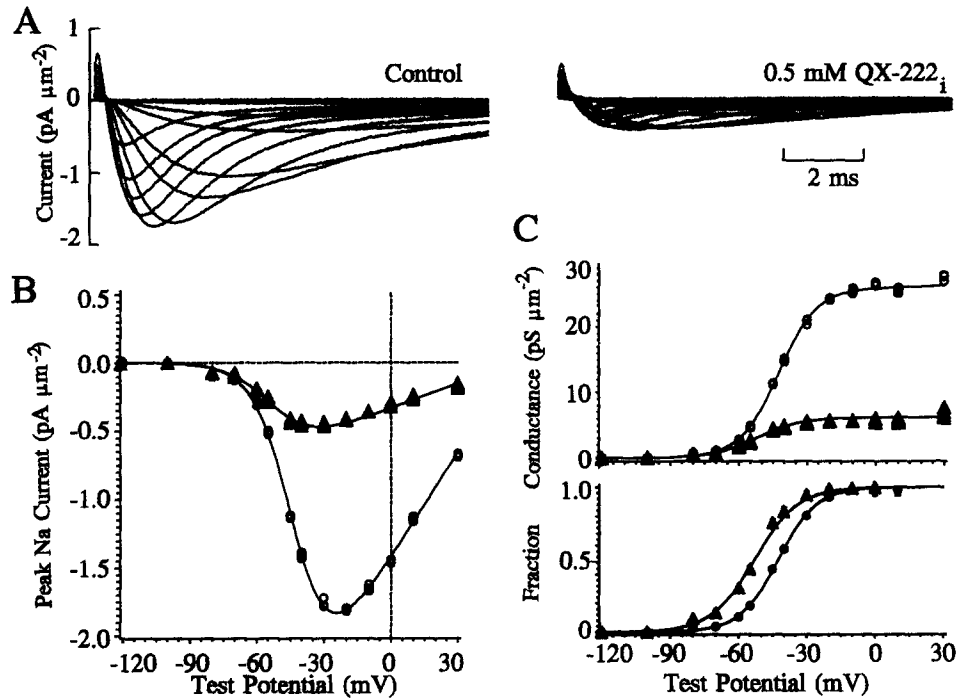 A
Current (pA μm-2)
1
0
-1
-2
Control
0.5 mM QX-222i
2 ms
B
Peak Na Current (pA μm-2)
0.5
0.0
-0.5
-1.0
-1.5
-2.0
-120 -90 -60 -30 0 30
Test Potential (mV)
C
Conductance (pS μm-2)
30
20
10
0
Fraction
1.0
0.5
0
-120 -90 -60 -30 0 30
Test Potential (mV)